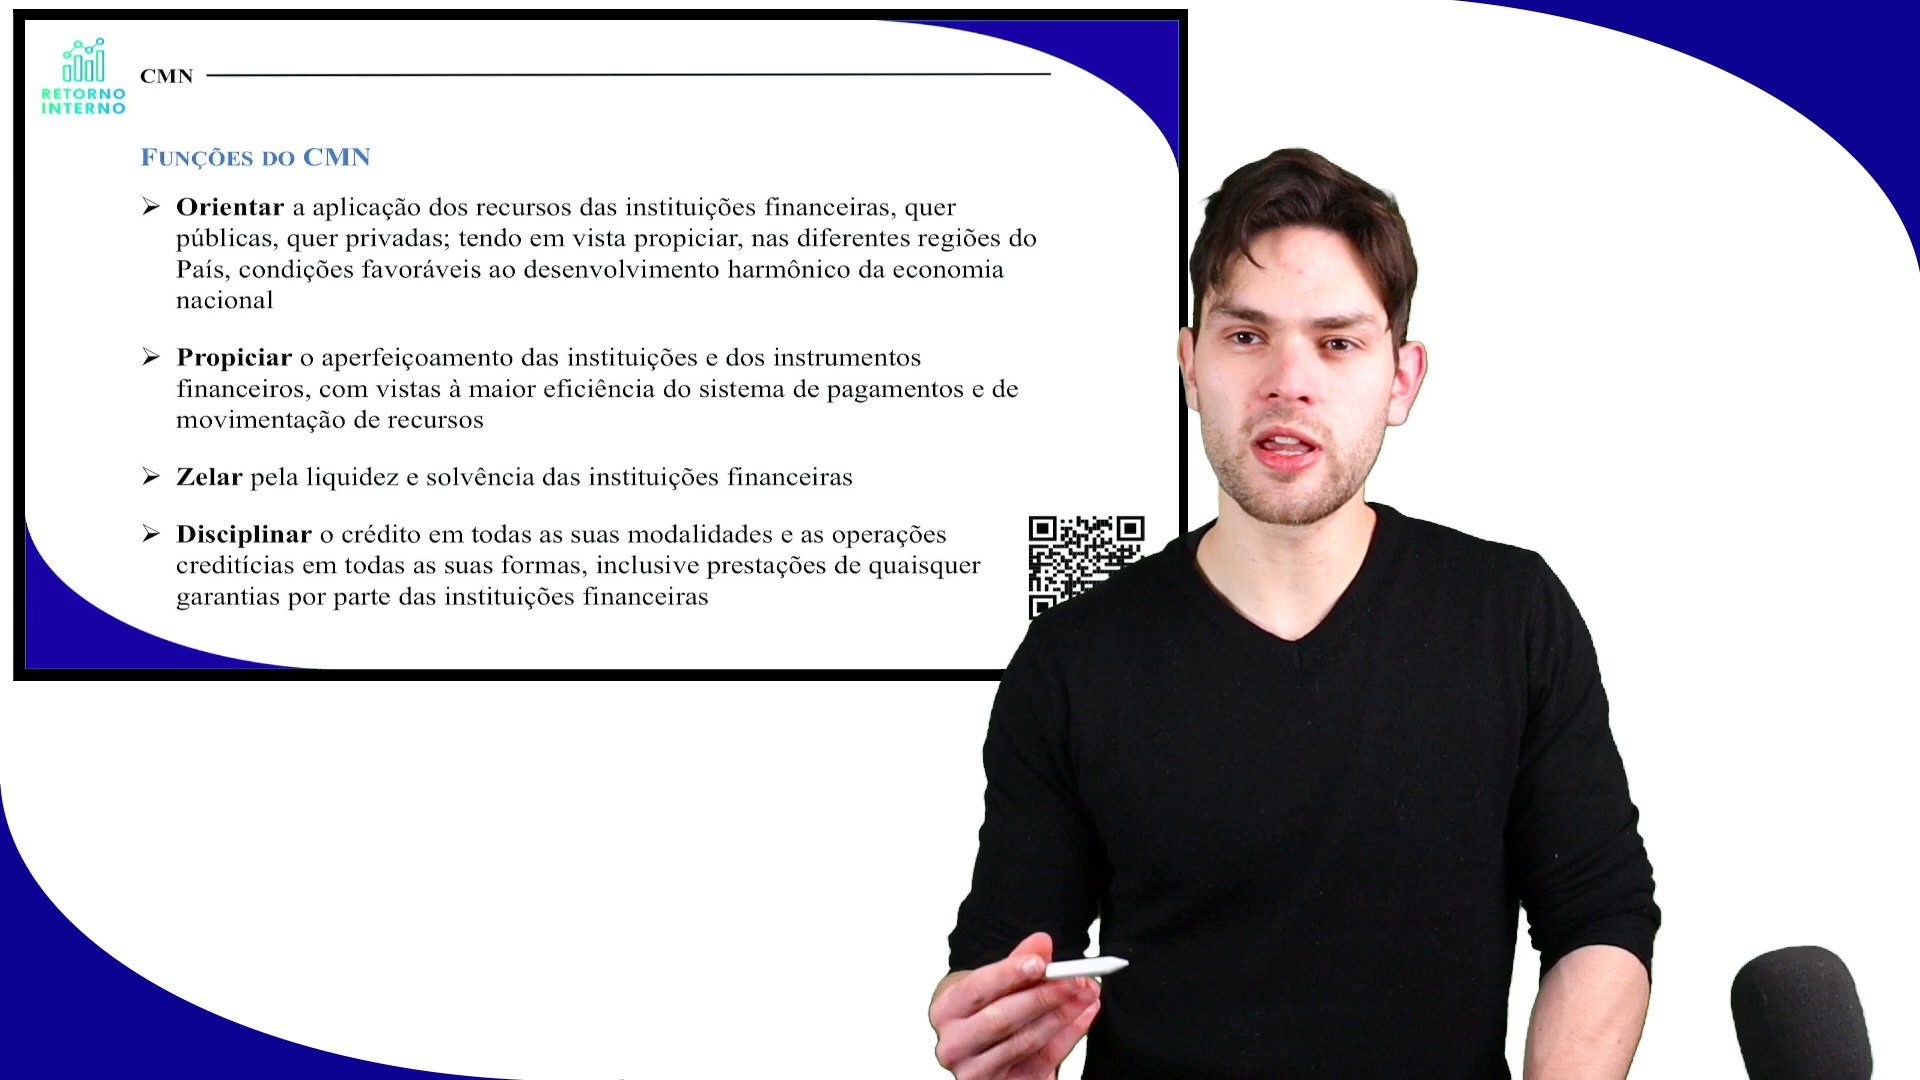 RETORNO
INTERNO
CMN
Funções do CMN
Orientar a aplicação dos recursos das instituições financeiras, quer
públicas, quer privadas; tendo em vista propiciar, nas diferentes regiões do
País, condições favoráveis ao desenvolvimento harmônico da economia
nacional
Propiciar o aperfeiçoamento das instituições e dos instrumentos
financeiros, com vistas à maior eficiência do sistema de pagamentos e de
movimentação de recursos
Zelar pela liquidez e solvência das instituições financeiras
Disciplinar o crédito em todas as suas modalidades e as operações
creditícias em todas as suas formas, inclusive prestações de quaisquer
garantias por parte das instituições financeiras